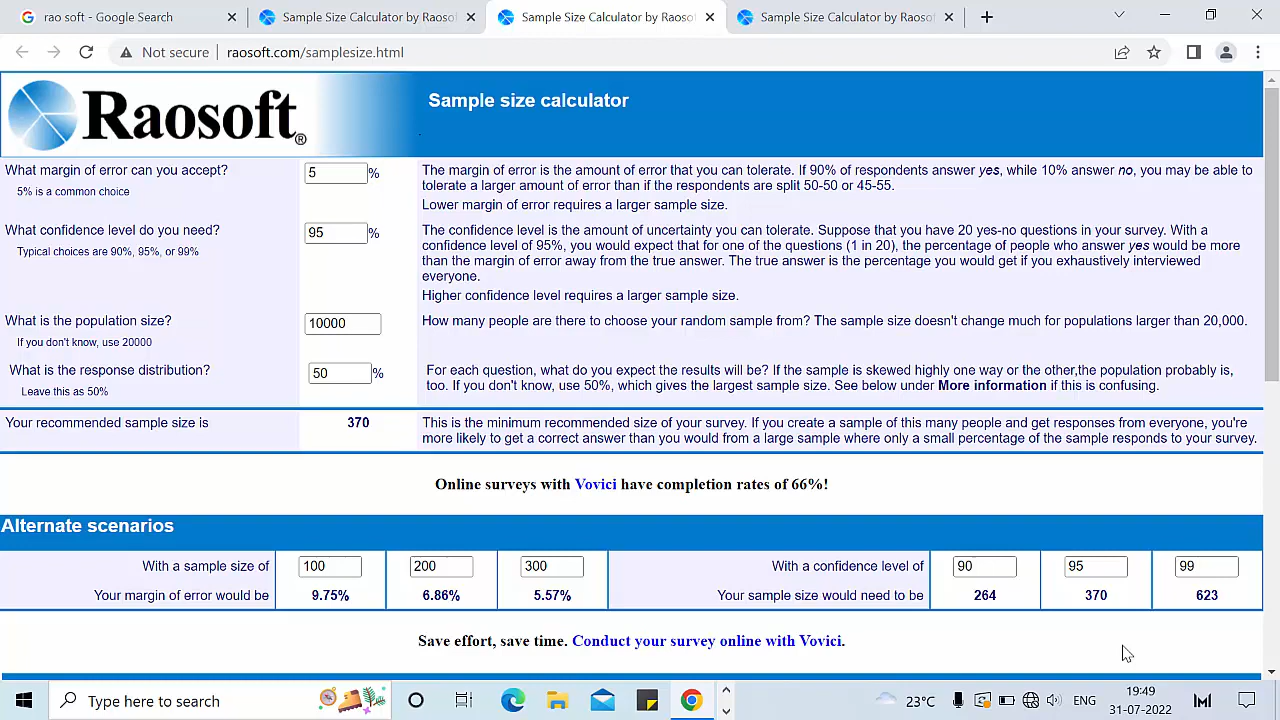 rao soft - Google Search
Sample Size Calculator by Raosof
Sample Size Calculator by Raosof
Sample Size Calculator by Raosof
Not secure
raosoft.com/samplesize.html
Raosoft®
Sample size calculator
What margin of error can you accept?
5% is a common choice
5 %
The margin of error is the amount of error that you can tolerate. If 90% of respondents answer yes, while 10% answer no, you may be able to
tolerate a larger amount of error than if the respondents are split 50-50 or 45-55.
Lower margin of error requires a larger sample size.
What confidence level do you need?
Typical choices are 90%, 95%, or 99%
95 %
The confidence level is the amount of uncertainty you can tolerate. Suppose that you have 20 yes-no questions in your survey. With a
confidence level of 95%, you would expect that for one of the questions (1 in 20), the percentage of people who answer yes would be more
than the margin of error away from the true answer. The true answer is the percentage you would get if you exhaustively interviewed
everyone.
Higher confidence level requires a larger sample size.
What is the population size?
If you don't know, use 20000
10000
How many people are there to choose your random sample from? The sample size doesn't change much for populations larger than 20,000.
What is the response distribution?
Leave this as 50%
50 %
For each question, what do you expect the results will be? If the sample is skewed highly one way or the other,the population probably is,
too. If you don't know, use 50%, which gives the largest sample size. See below under More information if this is confusing.
Your recommended sample size is
370
This is the minimum recommended size of your survey. If you create a sample of this many people and get responses from everyone, you're
more likely to get a correct answer than you would from a large sample where only a small percentage of the sample responds to your survey.
Online surveys with Vovici have completion rates of 66%!
Alternate scenarios
With a sample size of 100 200 300 With a confidence level of 90 95 99
Your margin of error would be 9.75% 6.86% 5.57% Your sample size would need to be 264 370 623
Save effort, save time. Conduct your survey online with Vovici.
Type here to search
23°C
ENG
19:49
31-07-2022